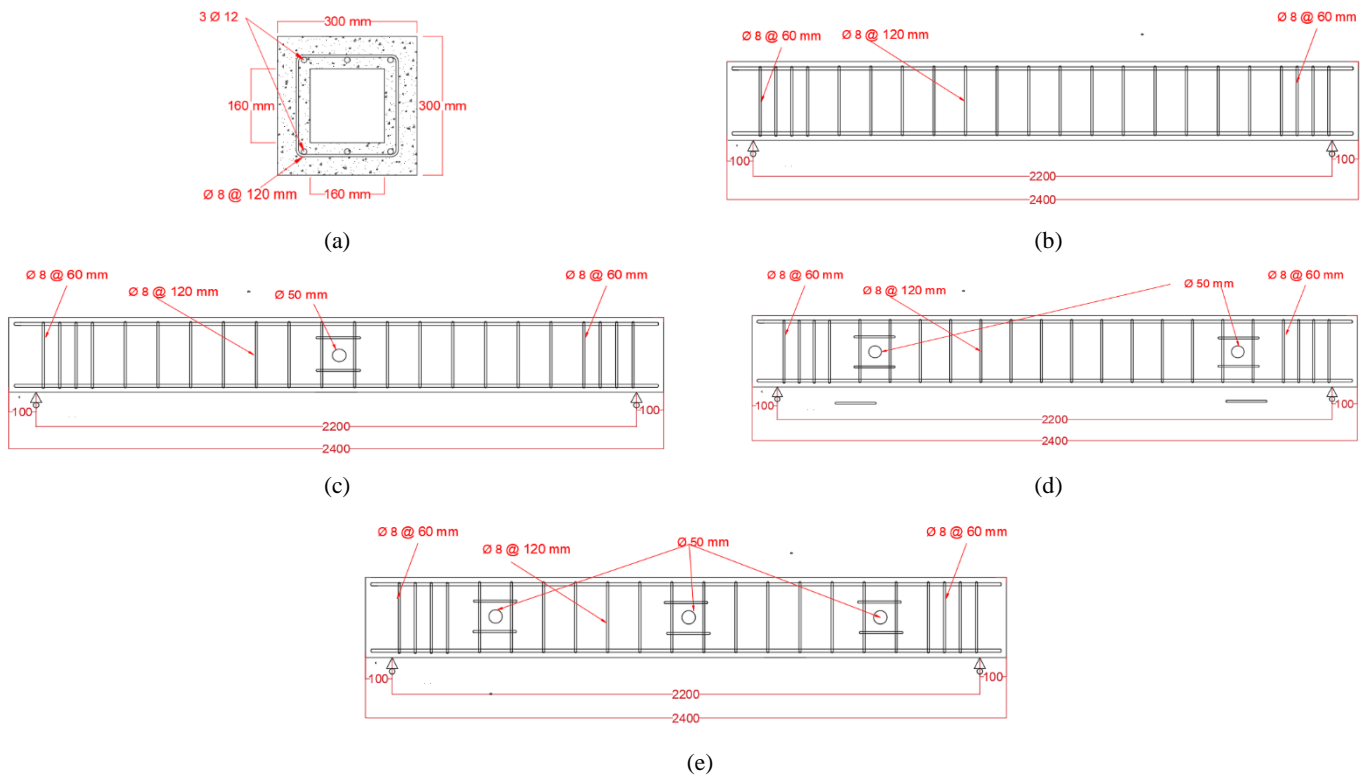 3 Ø 12
300 mm
160 mm
300 mm
Ø 8 @ 120 mm
160 mm
(a)
Ø 8 @ 60 mm
Ø 8 @ 120 mm
Ø 8 @ 60 mm
100
100
2200
2400
(b)
Ø 8 @ 60 mm
Ø 8 @ 120 mm
Ø 50 mm
Ø 8 @ 60 mm
100
100
2200
2400
(c)
Ø 8 @ 60 mm
Ø 8 @ 120 mm
Ø 50 mm
Ø 8 @ 60 mm
100
100
2200
2400
(d)
Ø 8 @ 60 mm
Ø 8 @ 120 mm
Ø 50 mm
Ø 8 @ 60 mm
100
100
2200
2400
(e)